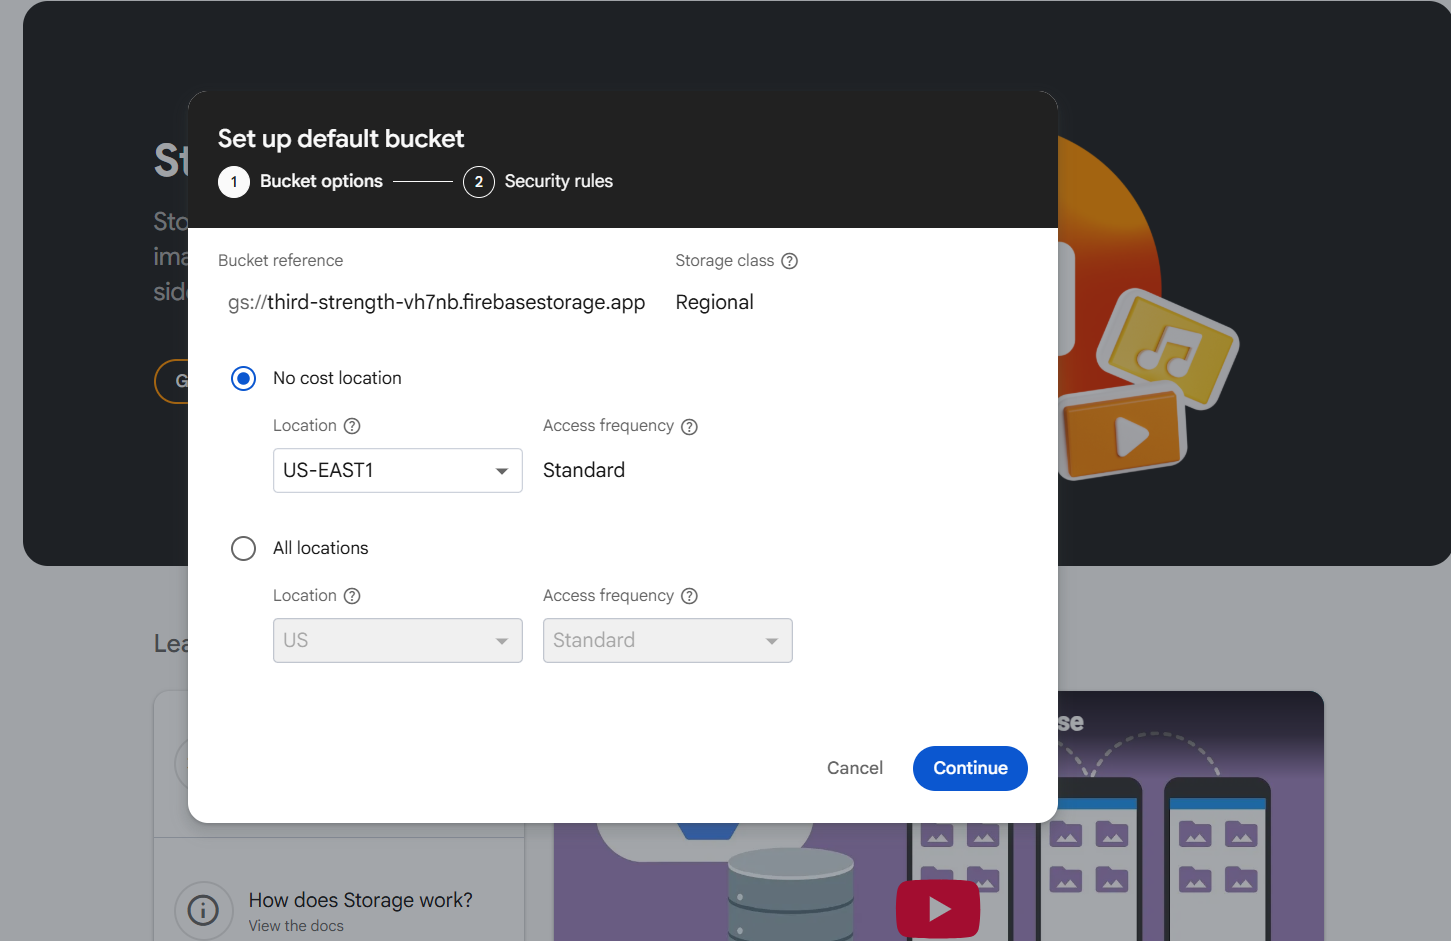 Set up default bucket
1 Bucket options 2 Security rules
Bucket reference Storage class
gs://third-strength-vh7nb.firebasestorage.app Regional
No cost location
Location Access frequency
US-EAST1 Standard
All locations
Location Access frequency
US Standard
Cancel Continue
How does Storage work?
View the docs